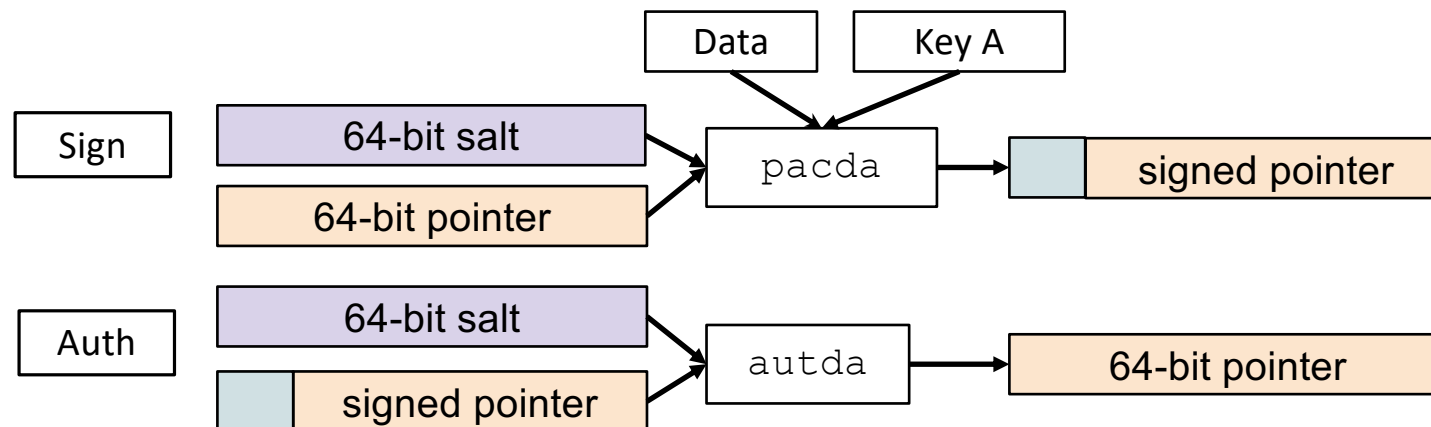 Data
Key A
Sign
64-bit salt
64-bit pointer
pacda
signed pointer
Auth
64-bit salt
signed pointer
autda
64-bit pointer